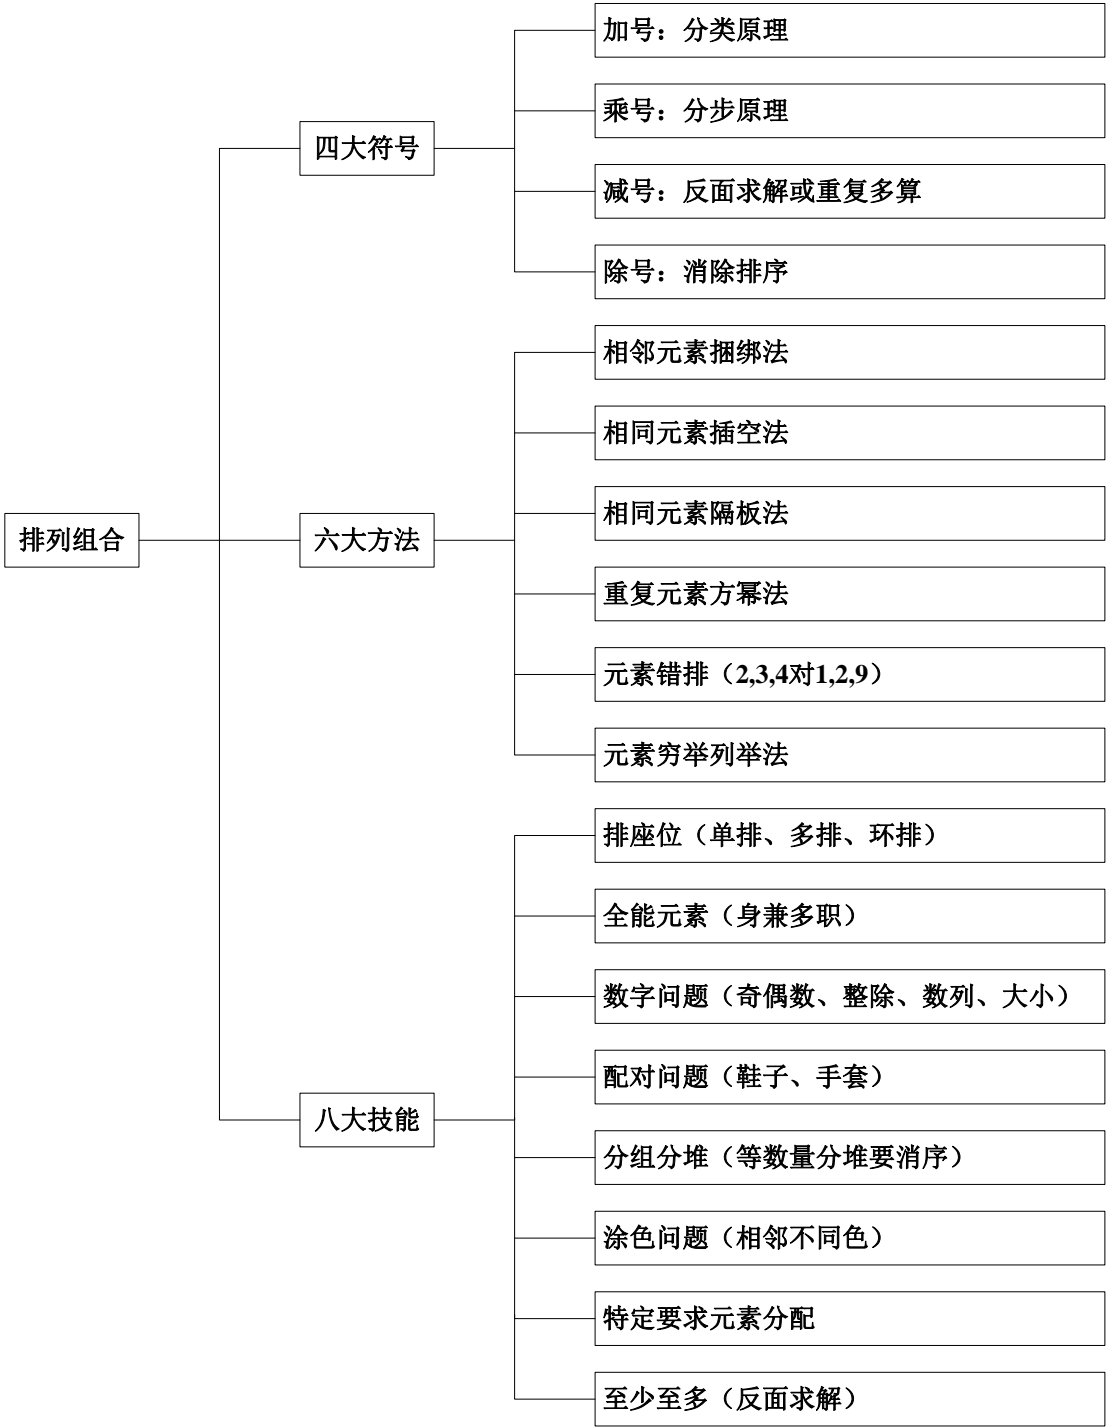 排列组合
四大符号
加号：分类原理
乘号：分步原理
减号：反面求解或重复多算
除号：消除排序
六大方法
相邻元素捆绑法
相同元素插空法
相同元素隔板法
重复元素方幂法
元素错排（2,3,4对1,2,9）
元素穷举列举法
八大技能
排座位（单排、多排、环排）
全能元素（身兼多职）
数字问题（奇偶数、整除、数列、大小）
配对问题（鞋子、手套）
分组分堆（等数量分堆要消序）
涂色问题（相邻不同色）
特定要求元素分配
至少至多（反面求解）